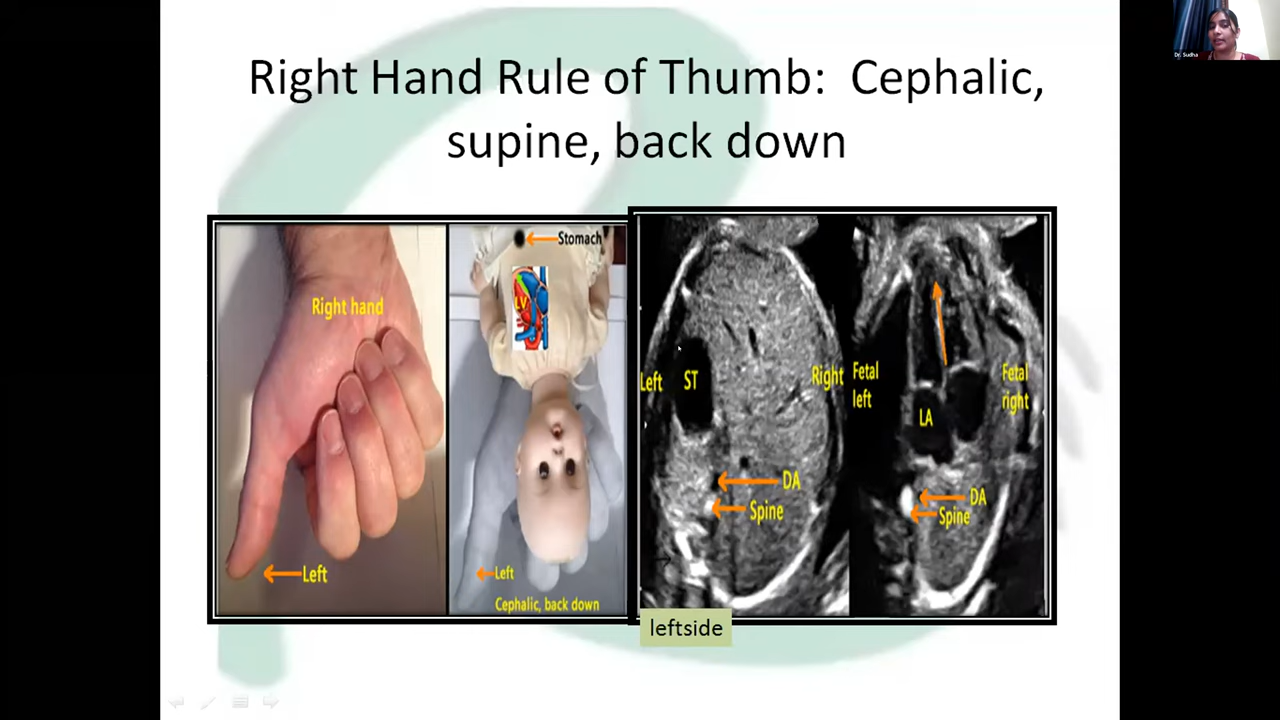 Right Hand Rule of Thumb: Cephalic,
supine, back down
Right hand
Left
Stomach
LV
Left
Cephalic, back down
Left
ST
Right
DA
Spine
Fetal
left
LA
Fetal
right
DA
Spine
leftside
Dr. Sudha